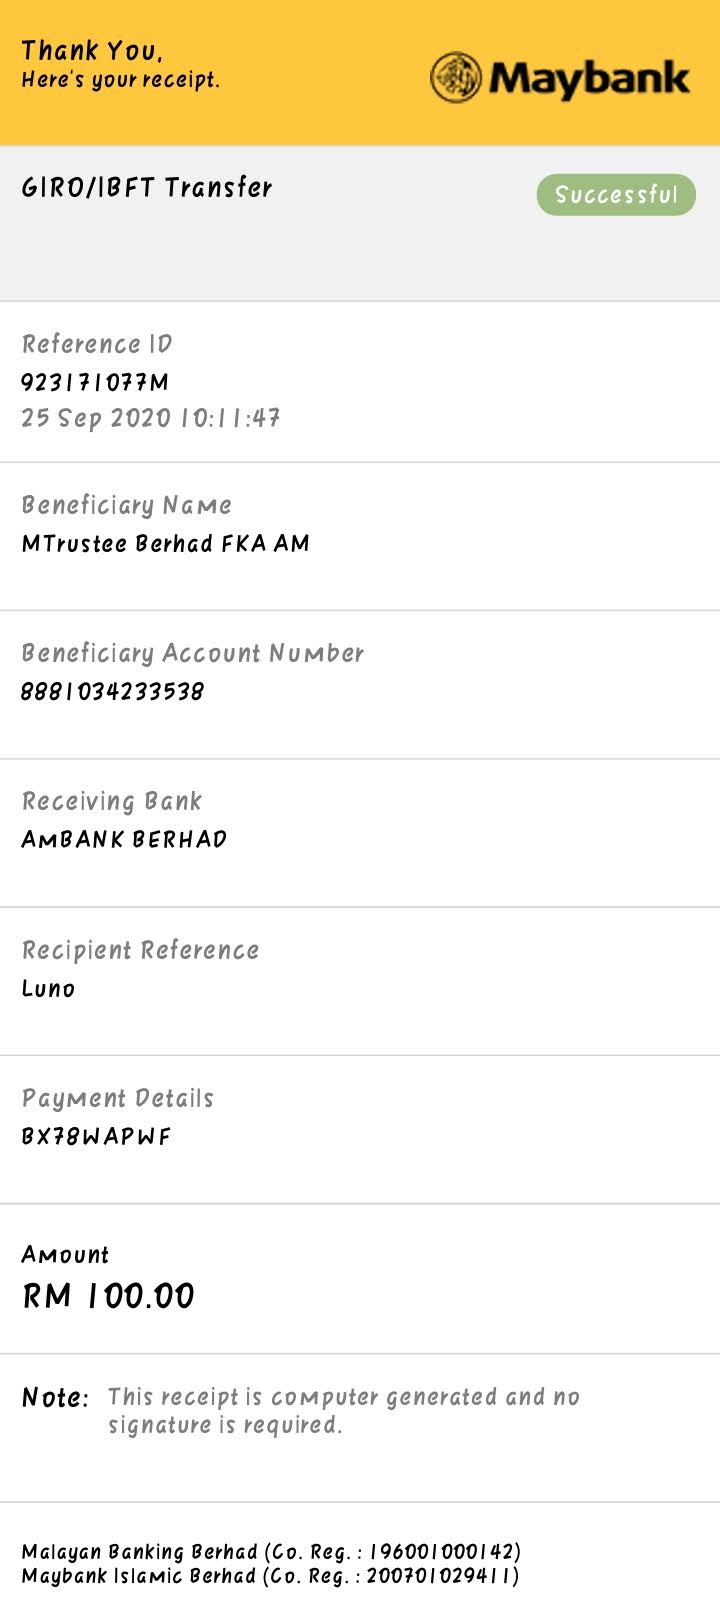 Thank You,
Here's your receipt.
Maybank
GIRO/IBFT Transfer
Successful
Reference ID
923171077M
25 Sep 2020 10:11:47
Beneficiary Name
MTrustee Berhad FKA AM
Beneficiary Account Number
8881034233538
Receiving Bank
AmBANK BERHAD
Recipient Reference
Luno
Payment Details
BX78WAPWF
Amount
RM 100.00
Note: This receipt is computer generated and no
signature is required.
Malayan Banking Berhad (Co. Reg. : 196001000142)
Maybank Islamic Berhad (Co. Reg. : 200701029411)